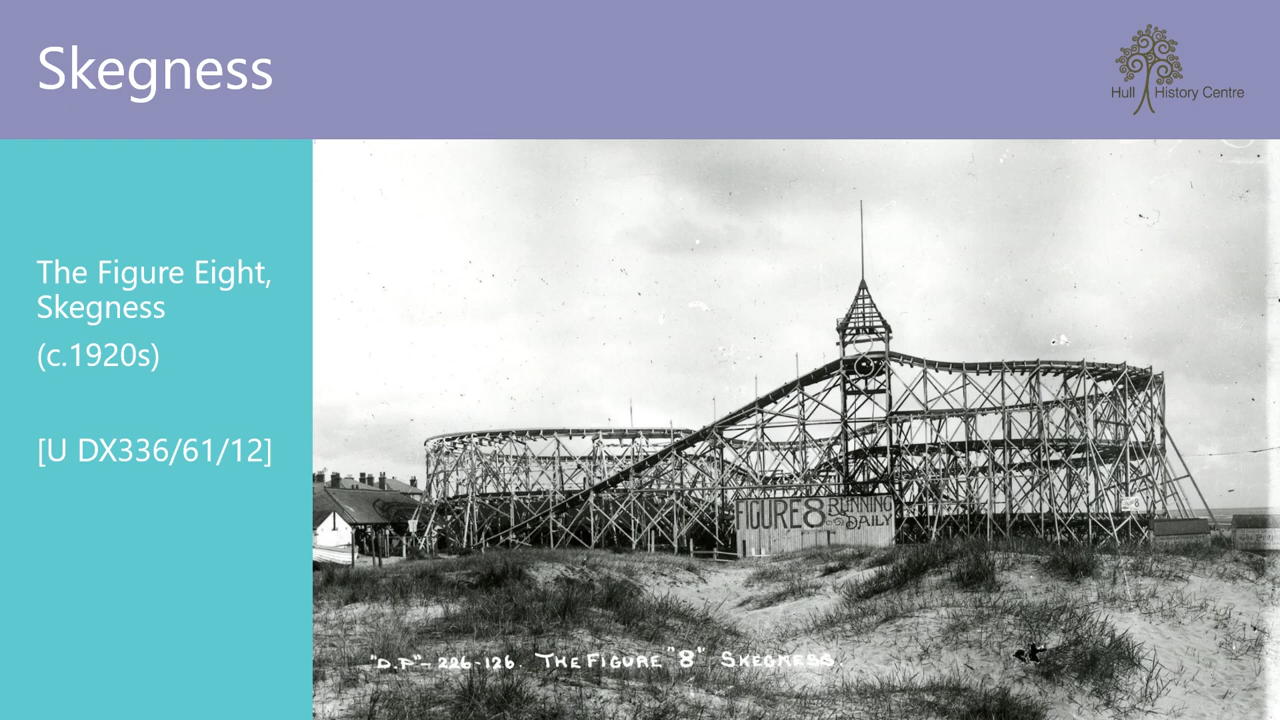 Skegness
Hull History Centre
The Figure Eight,
Skegness
(c.1920s)
[U DX336/61/12]
FIGURE 8 RUNNING
DAILY
"D.P"-226-126. THE FIGURE "8" SKEGNESS.